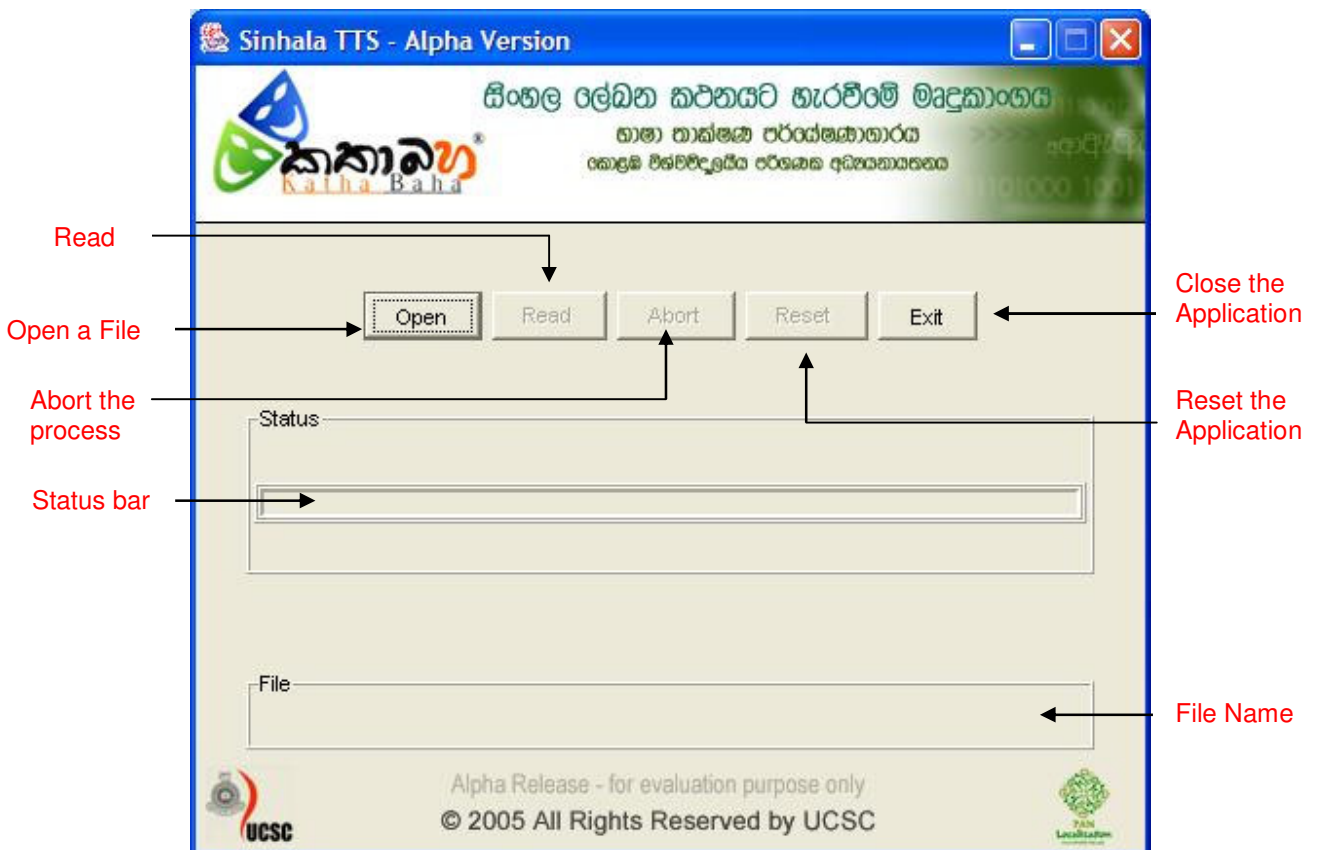 Sinhala TTS - Alpha Version
සිංහල ලේඛන කථනයට හැරවීමේ මෘදුකාංගය
භාෂා තාක්ෂණ පර්යේෂණාගාරය
කොළඹ විශ්වවිද්‍යලයීය පරිගණක අධ්‍යයනායතනය
කතාබහ
Katha Baha
Read
Open a File
Abort the
process
Status bar
Open
Read
Abort
Reset
Exit
Close the
Application
Reset the
Application
Status
File
File Name
Alpha Release - for evaluation purpose only
© 2005 All Rights Reserved by UCSC
UCSC
PAN
Localization